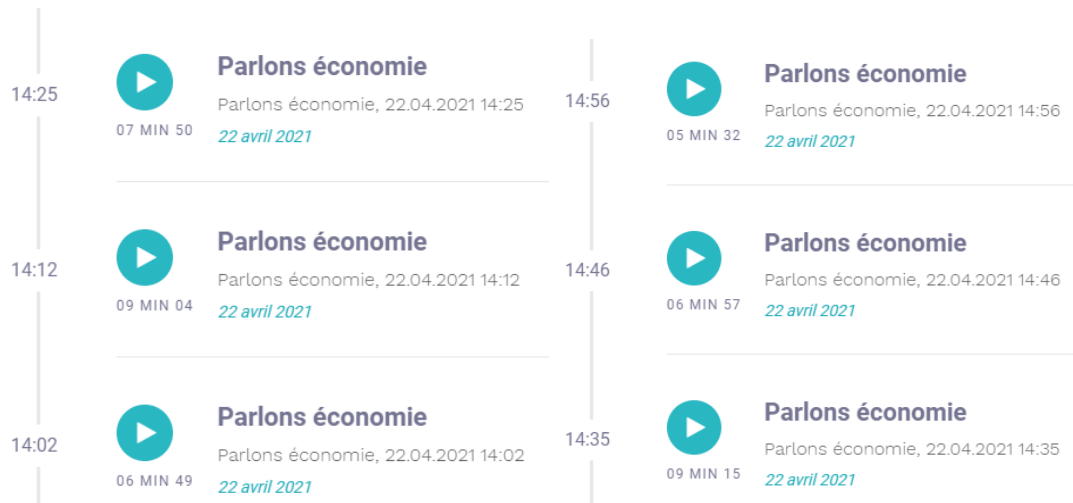 14:25
Parlons économie
Parlons économie, 22.04.2021 14:25
07 MIN 50
22 avril 2021
14:12
Parlons économie
Parlons économie, 22.04.2021 14:12
09 MIN 04
22 avril 2021
14:02
Parlons économie
Parlons économie, 22.04.2021 14:02
06 MIN 49
22 avril 2021
14:56
Parlons économie
Parlons économie, 22.04.2021 14:56
05 MIN 32
22 avril 2021
14:46
Parlons économie
Parlons économie, 22.04.2021 14:46
06 MIN 57
22 avril 2021
14:35
Parlons économie
Parlons économie, 22.04.2021 14:35
09 MIN 15
22 avril 2021